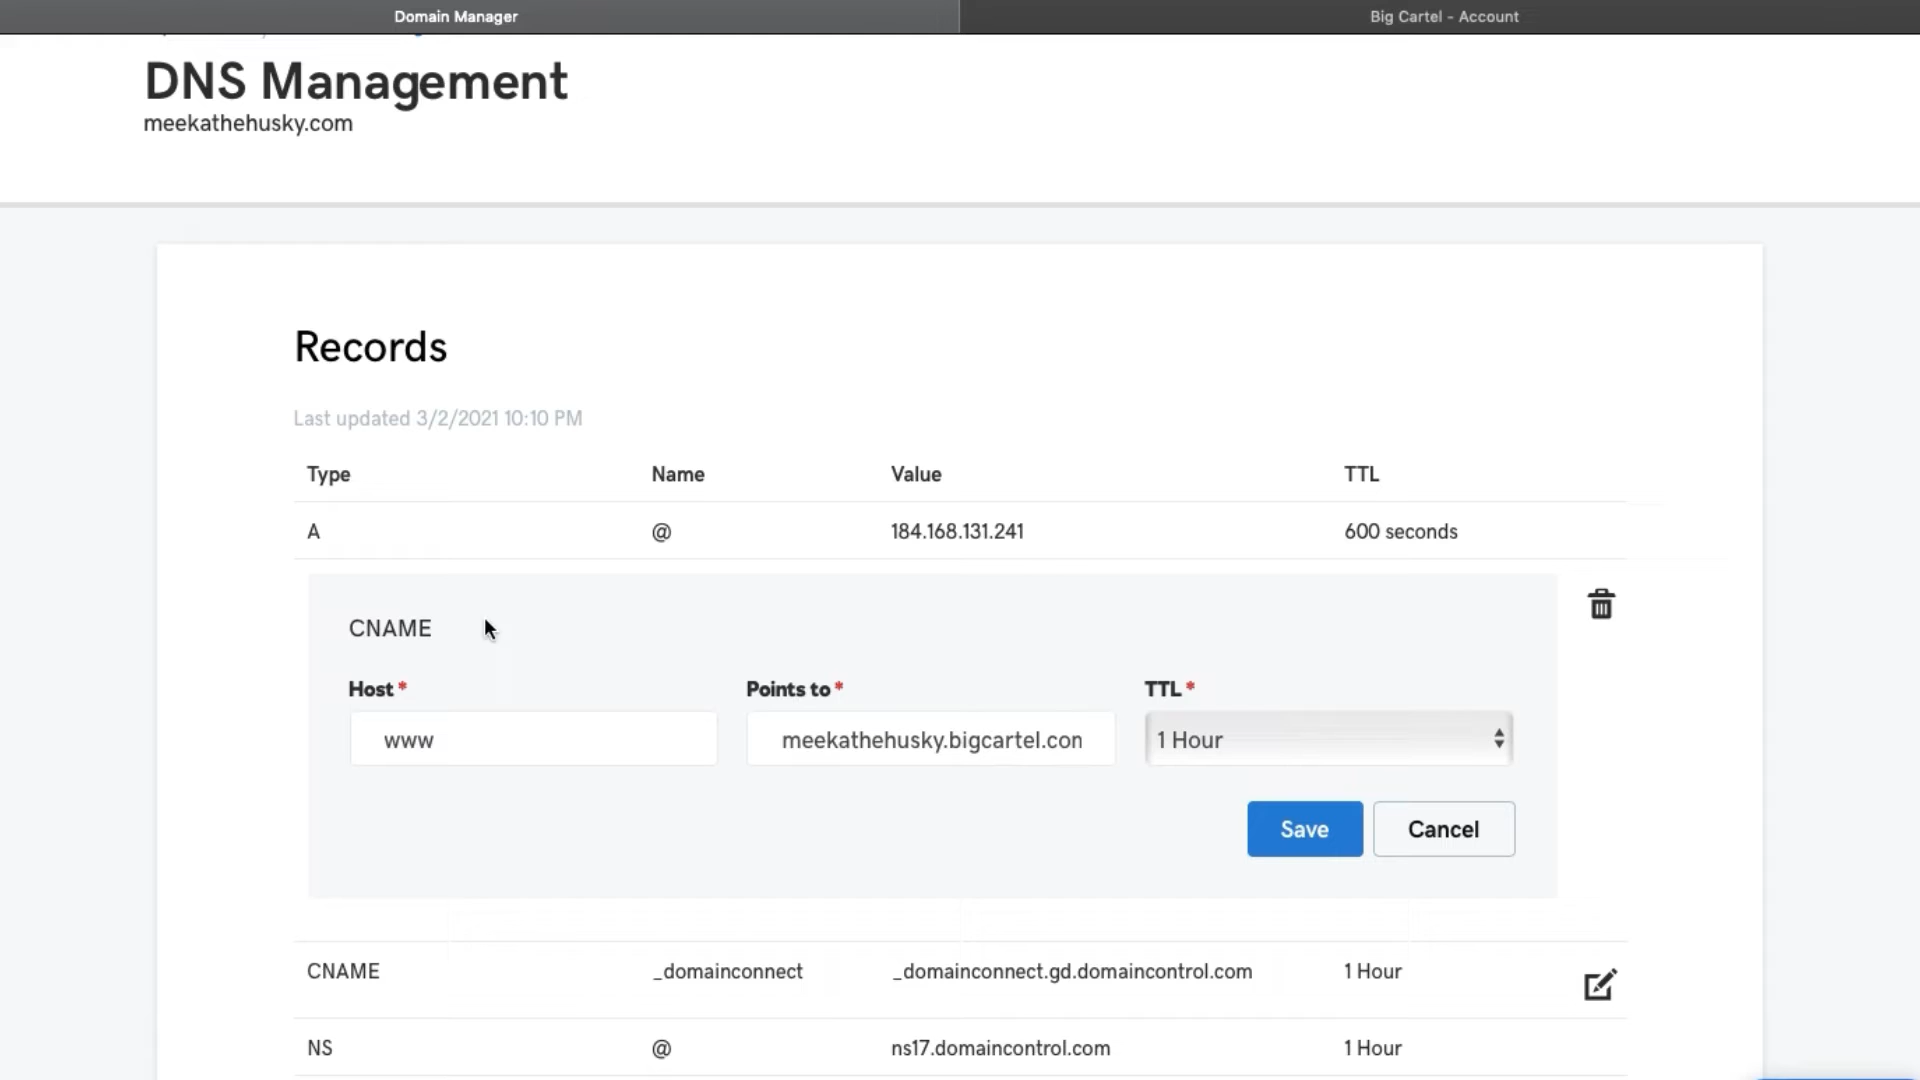 Domain Manager
Big Cartel - Account
DNS Management
meekathehusky.com
Records
Last updated 3/2/2021 10:10 PM
Type Name Value TTL
A @ 184.168.131.241 600 seconds
CNAME
Host * Points to * TTL *
www meekathehusky.bigcartel.con 1 Hour
Save Cancel
CNAME _domainconnect _domainconnect.gd.domaincontrol.com 1 Hour
NS @ ns17.domaincontrol.com 1 Hour